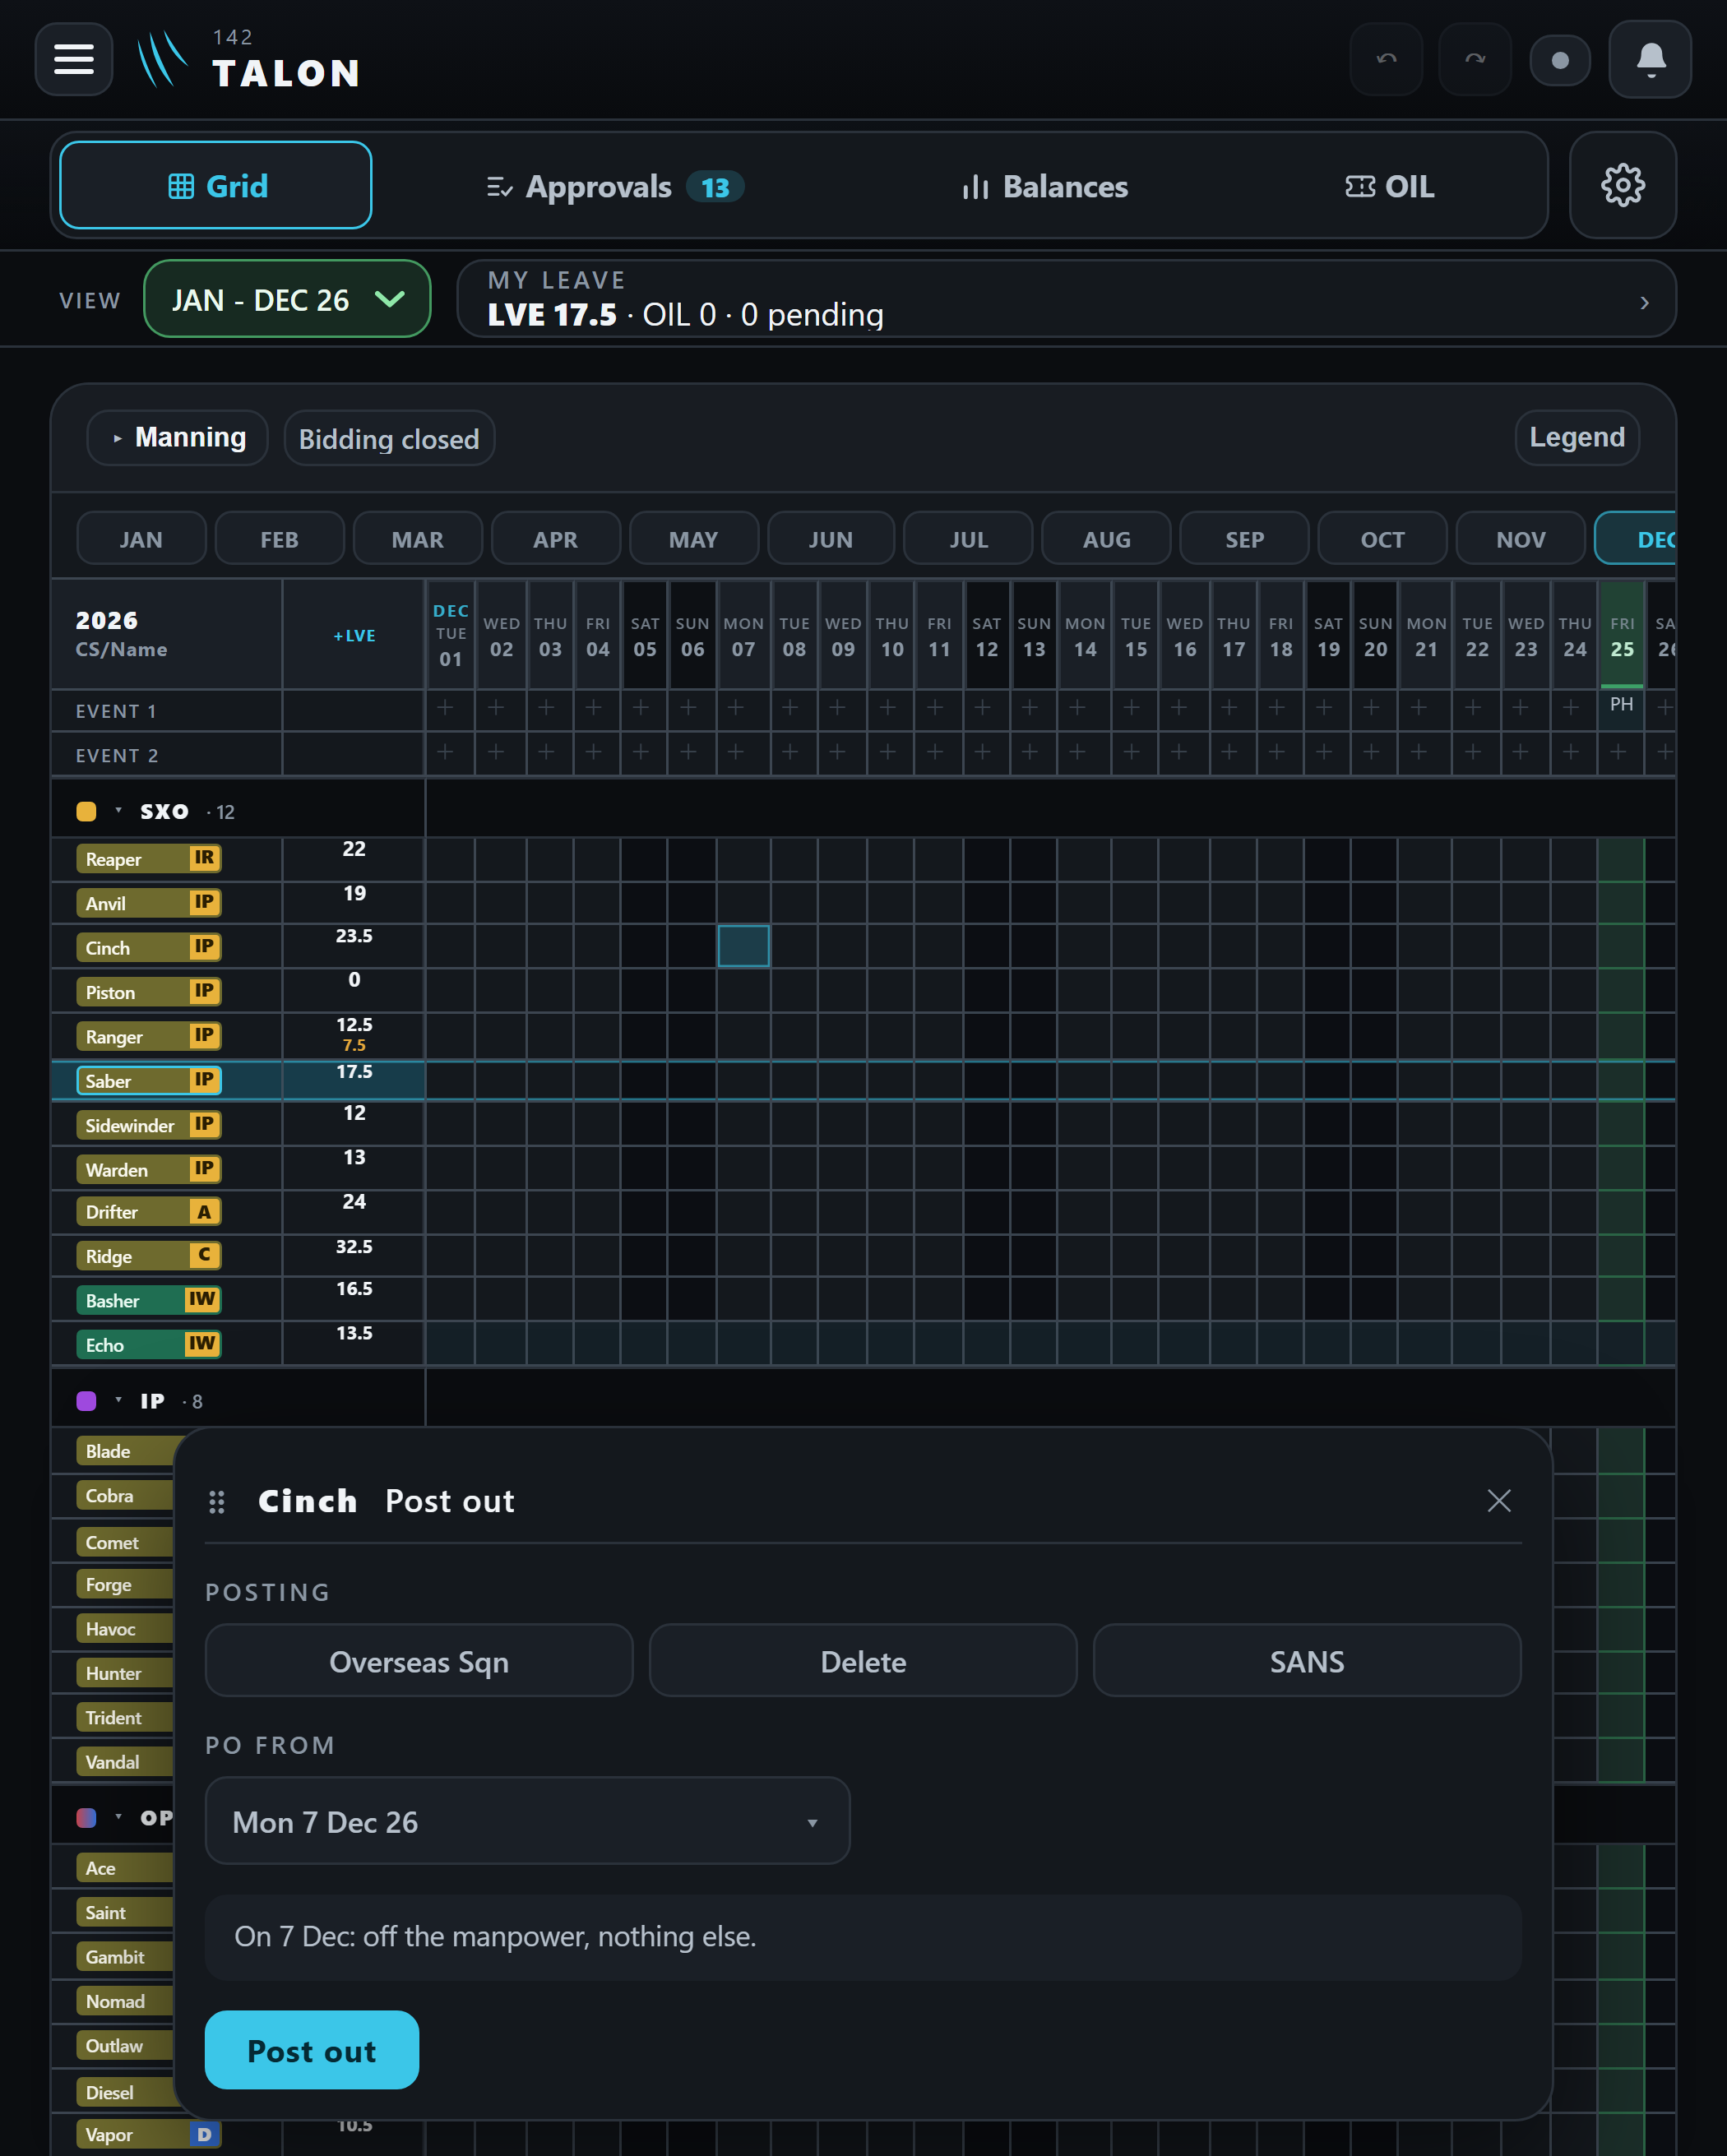 142
TALON
Grid
Approvals 13
Balances
OIL
VIEW
JAN - DEC 26
MY LEAVE
LVE 17.5 · OIL 0 · 0 pending
Manning
Bidding closed
Legend
JAN FEB MAR APR MAY JUN JUL AUG SEP OCT NOV DEC
2026
CS/Name
+LVE
DEC
TUE WED THU FRI SAT SUN MON TUE WED THU FRI SAT SUN MON TUE WED THU FRI SAT SUN MON TUE WED THU FRI SA
01 02 03 04 05 06 07 08 09 10 11 12 13 14 15 16 17 18 19 20 21 22 23 24 25 26
EVENT 1 PH
EVENT 2
SXO · 12
Reaper IR 22
Anvil IP 19
Cinch IP 23.5
Piston IP 0
Ranger IP 12.5
7.5
Saber IP 17.5
Sidewinder IP 12
Warden IP 13
Drifter A 24
Ridge C 32.5
Basher IW 16.5
Echo IW 13.5
IP · 8
Blade
Cobra
Comet
Forge
Havoc
Hunter
Trident
Vandal
OP
Ace
Saint
Gambit
Nomad
Outlaw
Diesel
Vapor D 10.5
Cinch Post out
POSTING
Overseas Sqn
Delete
SANS
PO FROM
Mon 7 Dec 26
On 7 Dec: off the manpower, nothing else.
Post out